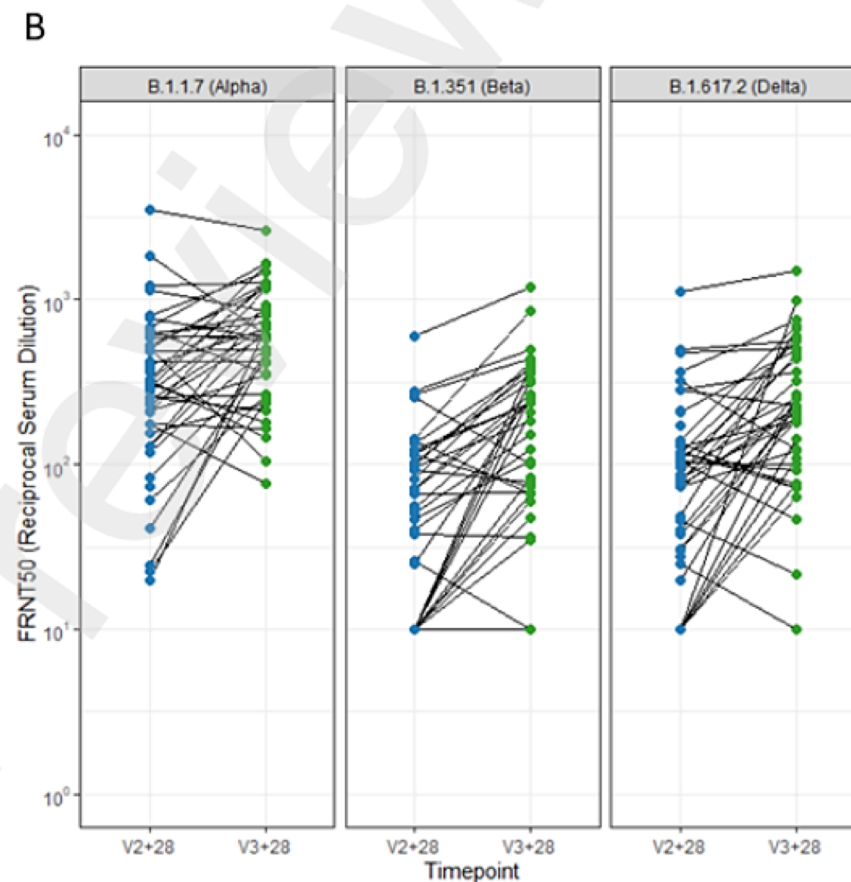 B
B.1.1.7 (Alpha)
B.1.351 (Beta)
B.1.617.2 (Delta)
FRNT50 (Reciprocal Serum Dilution)
10⁴
10³
10²
10¹
10⁰
V2+28 V3+28 V2+28 V3+28 V2+28 V3+28
Timepoint
review